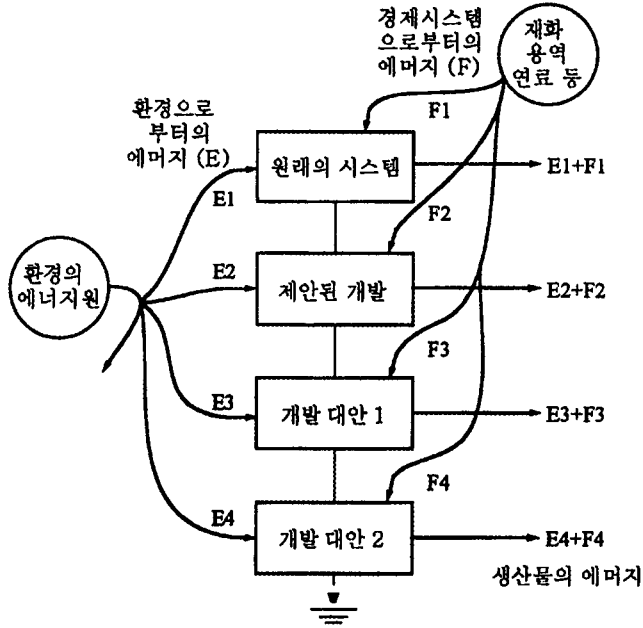 경제시스템
으로부터의
에머지 (F)
재화
용역
연료 등
F1
환경으로
부터의
에머지 (E)
원래의 시스템
E1+F1
E1
F2
환경의
에너지원
E2
제안된 개발
E2+F2
F3
E3
개발 대안 1
E3+F3
F4
E4
개발 대안 2
E4+F4
생산물의 에머지